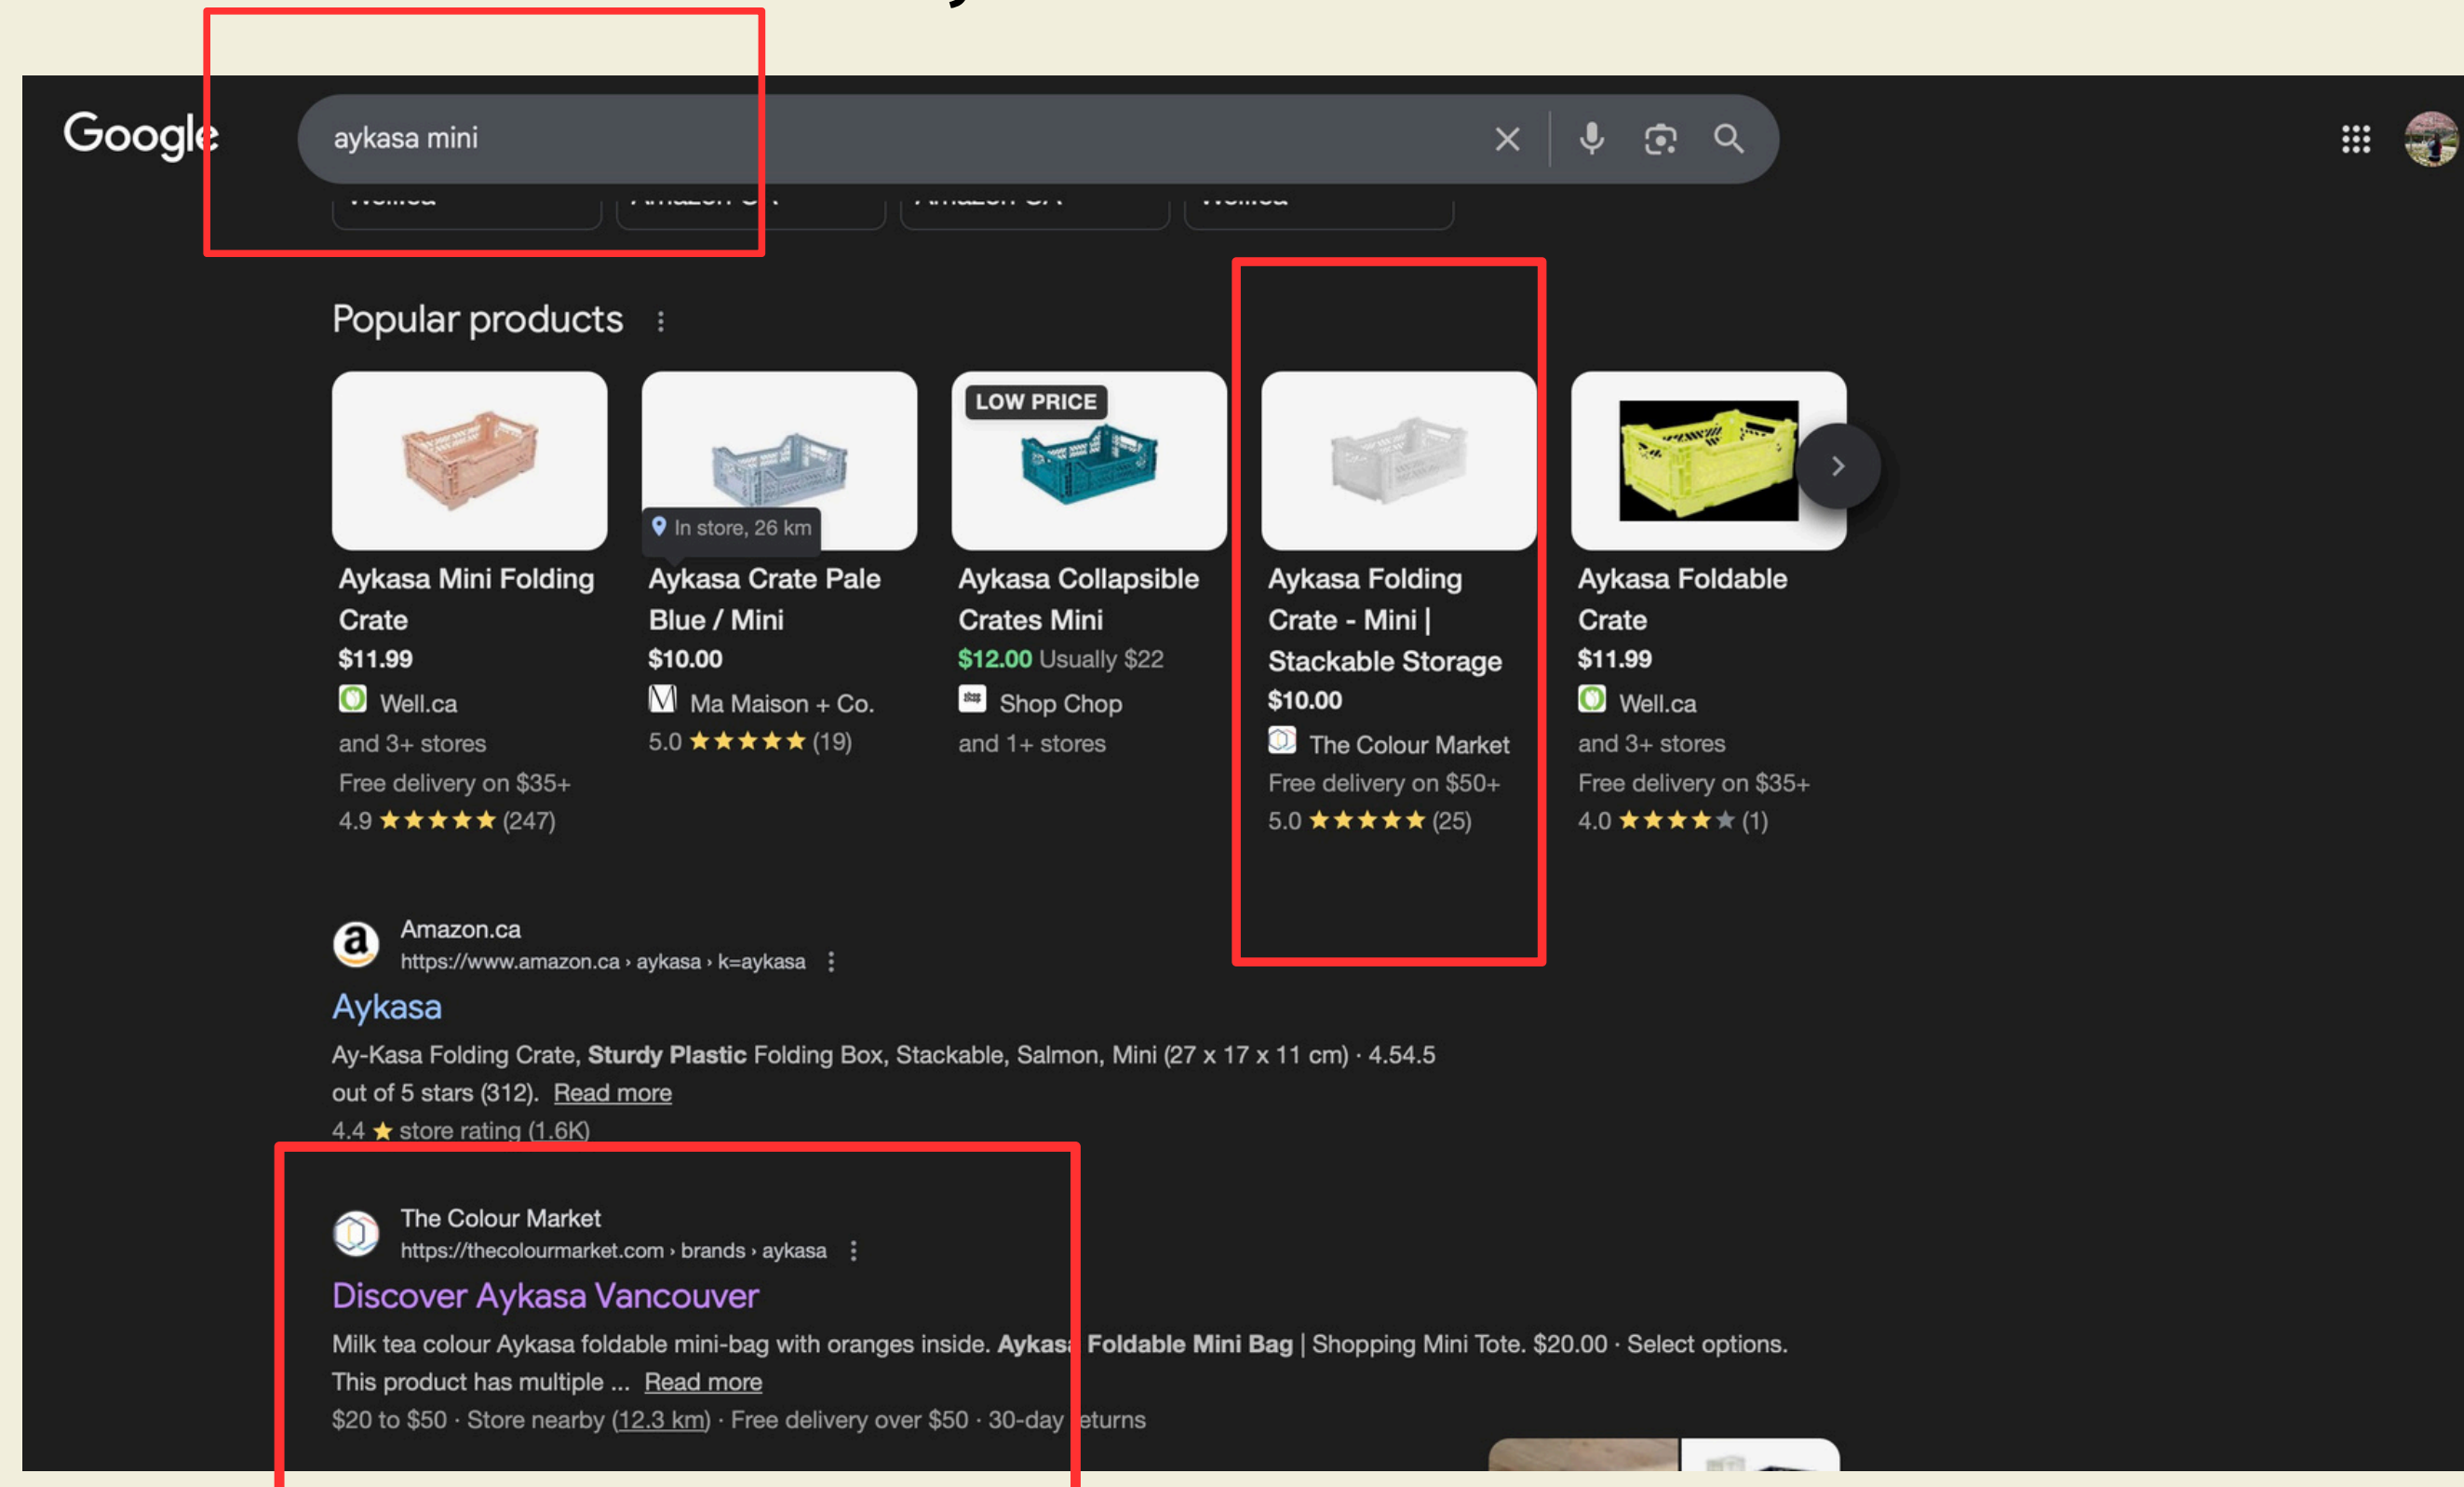 Google
aykasa mini
Popular products
LOW PRICE
In store, 26 km
Aykasa Mini Folding
Crate
$11.99
Well.ca
and 3+ stores
Free delivery on $35+
4.9 ★★★★★ (247)
Aykasa Crate Pale
Blue / Mini
$10.00
Ma Maison + Co.
5.0 ★★★★★ (19)
Aykasa Collapsible
Crates Mini
$12.00 Usually $22
Shop Chop
and 1+ stores
Aykasa Folding
Crate - Mini |
Stackable Storage
$10.00
The Colour Market
Free delivery on $50+
5.0 ★★★★★ (25)
Aykasa Foldable
Crate
$11.99
Well.ca
and 3+ stores
Free delivery on $35+
4.0 ★★★★★ (1)
Amazon.ca
https://www.amazon.ca › aykasa › k=aykasa
Aykasa
Ay-Kasa Folding Crate, Sturdy Plastic Folding Box, Stackable, Salmon, Mini (27 x 17 x 11 cm) · 4.54.5
out of 5 stars (312). Read more
4.4 ★ store rating (1.6K)
The Colour Market
https://thecolourmarket.com › brands › aykasa
Discover Aykasa Vancouver
Milk tea colour Aykasa foldable mini-bag with oranges inside. Aykasa Foldable Mini Bag | Shopping Mini Tote. $20.00 · Select options.
This product has multiple ... Read more
$20 to $50 · Store nearby (12.3 km) · Free delivery over $50 · 30-day returns